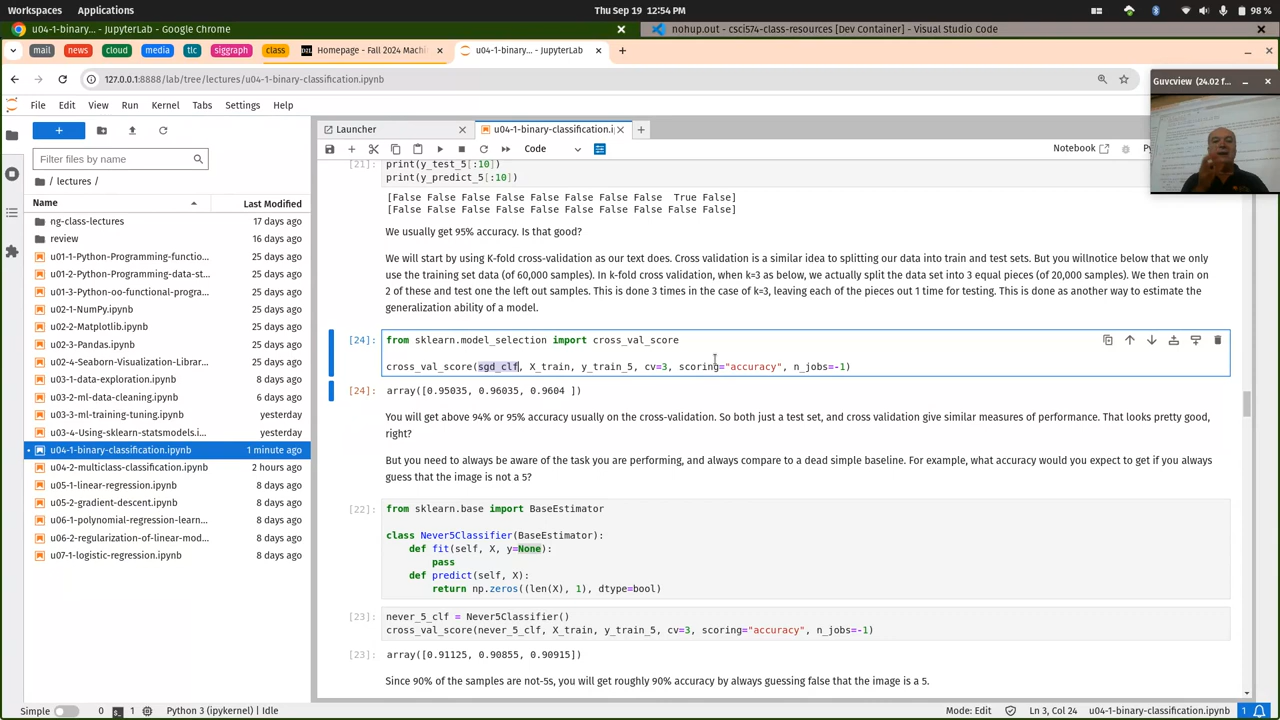 Workspaces Applications Thu Sep 19 12:54 PM 98 %
u04-1-binary... - JupyterLab - Google Chrome nohup.out - csci574-class-resources [Dev Container] - Visual Studio Code
mail news cloud media tlc siggraph class Homepage - Fall 2024 Machi u04-1-binary... - JupyterLab
127.0.0.1:8888/lab/tree/lectures/u04-1-binary-classification.ipynb
Guvcview (24.02 f...
File Edit View Run Kernel Tabs Settings Help
Launcher u04-1-binary-classification.i
Code Notebook Py
Filter files by name
/ lectures /
Name Last Modified
ng-class-lectures 17 days ago
review 16 days ago
u01-1-Python-Programming-functio... 25 days ago
u01-2-Python-Programming-data-st... 25 days ago
u01-3-Python-oo-functional-progra... 25 days ago
u02-1-NumPy.ipynb 25 days ago
u02-2-Matplotlib.ipynb 25 days ago
u02-3-Pandas.ipynb 25 days ago
u02-4-Seaborn-Visualization-Librar... 25 days ago
u03-1-data-exploration.ipynb 8 days ago
u03-2-ml-data-cleaning.ipynb 6 days ago
u03-3-ml-training-tuning.ipynb yesterday
u03-4-Using-sklearn-statsmodels.i... yesterday
u04-1-binary-classification.ipynb 1 minute ago
u04-2-multiclass-classification.ipynb 2 hours ago
u05-1-linear-regression.ipynb 8 days ago
u05-2-gradient-descent.ipynb 8 days ago
u06-1-polynomial-regression-learn... 8 days ago
u06-2-regularization-of-linear-mod... 8 days ago
u07-1-logistic-regression.ipynb 8 days ago
[21]: print(y_test_5[:10])
print(y_predict_5[:10])
[False False False False False False False False  True False]
[False False False False False False False False False False]
We usually get 95% accuracy. Is that good?
We will start by using K-fold cross-validation as our text does. Cross validation is a similar idea to splitting our data into train and test sets. But you willnotice below that we only
use the training set data (of 60,000 samples). In k-fold cross validation, when k=3 as below, we actually split the data set into 3 equal pieces (of 20,000 samples). We then train on
2 of these and test one the left out samples. This is done 3 times in the case of k=3, leaving each of the pieces out 1 time for testing. This is done as another way to estimate the
generalizaton ability of a model.
[24]: from sklearn.model_selection import cross_val_score
cross_val_score(sgd_clf, X_train, y_train_5, cv=3, scoring="accuracy", n_jobs=-1)
[24]: array([0.95035, 0.96035, 0.9604 ])
You will get above 94% or 95% accuracy usually on the cross-validation. So both just a test set, and cross validation give similar measures of performance. That looks pretty good,
right?
But you need to always be aware of the task you are performing, and always compare to a dead simple baseline. For example, what accuracy would you expect to get if you always
guess that the image is not a 5?
[22]: from sklearn.base import BaseEstimator
class Never5Classifier(BaseEstimator):
def fit(self, X, y=None):
pass
def predict(self, X):
return np.zeros((len(X), 1), dtype=bool)
[23]: never_5_clf = Never5Classifier()
cross_val_score(never_5_clf, X_train, y_train_5, cv=3, scoring="accuracy", n_jobs=-1)
[23]: array([0.91125, 0.90855, 0.90915])
Since 90% of the samples are not-5s, you will get roughly 90% accuracy by always guessing false that the image is a 5.
Simple 0 1 Python 3 (ipykernel) | Idle Mode: Edit Ln 3, Col 24 u04-1-binary-classification.ipynb 1